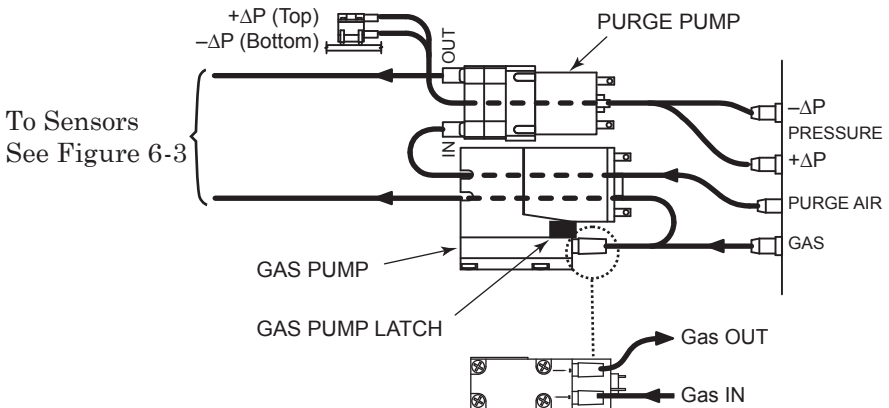 +ΔP (Top)
–ΔP (Bottom)
OUT
PURGE PUMP
To Sensors
See Figure 6-3
IN
–ΔP
PRESSURE
+ΔP
PURGE AIR
GAS
GAS PUMP
GAS PUMP LATCH
Gas OUT
Gas IN